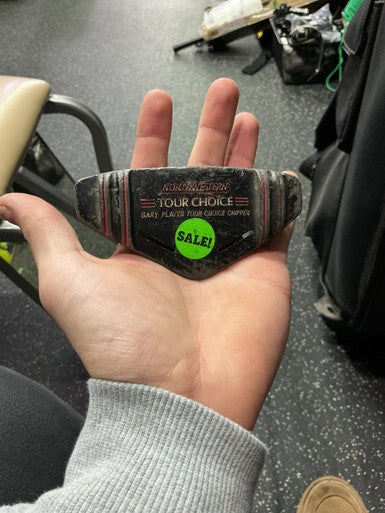 NORTHWESTERN
TOUR CHOICE
GARY PLAYER TOUR CHOICE CHIPPER
SALE!